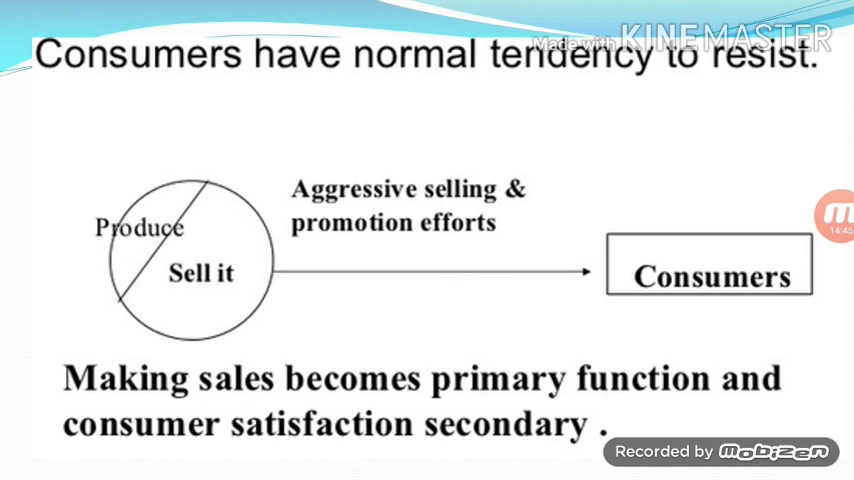 Made with KINEMASTER
Consumers have normal tendency to resist.
Aggressive selling &
promotion efforts
Produce
Sell it
Consumers
14:45
Making sales becomes primary function and
consumer satisfaction secondary .
Recorded by MOBIZEN